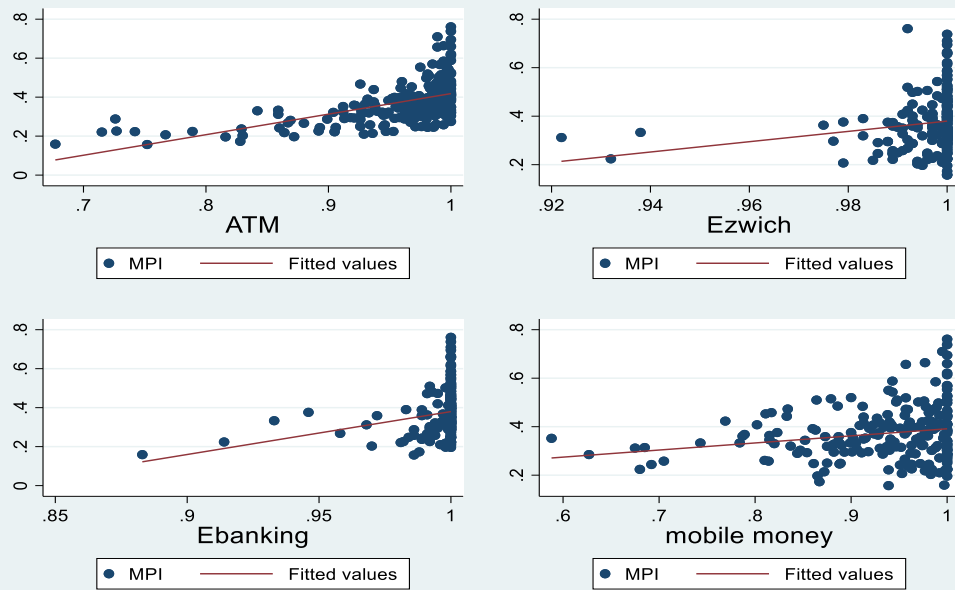 .8
.6
.4
.2
0
.7 .8 .9 1
ATM
MPI Fitted values
.8
.6
.4
.2
.92 .94 .96 .98 1
Ezwich
MPI Fitted values
.8
.6
.4
.2
0
.85 .9 .95 1
Ebanking
MPI Fitted values
.8
.6
.4
.2
.6 .7 .8 .9 1
mobile money
MPI Fitted values